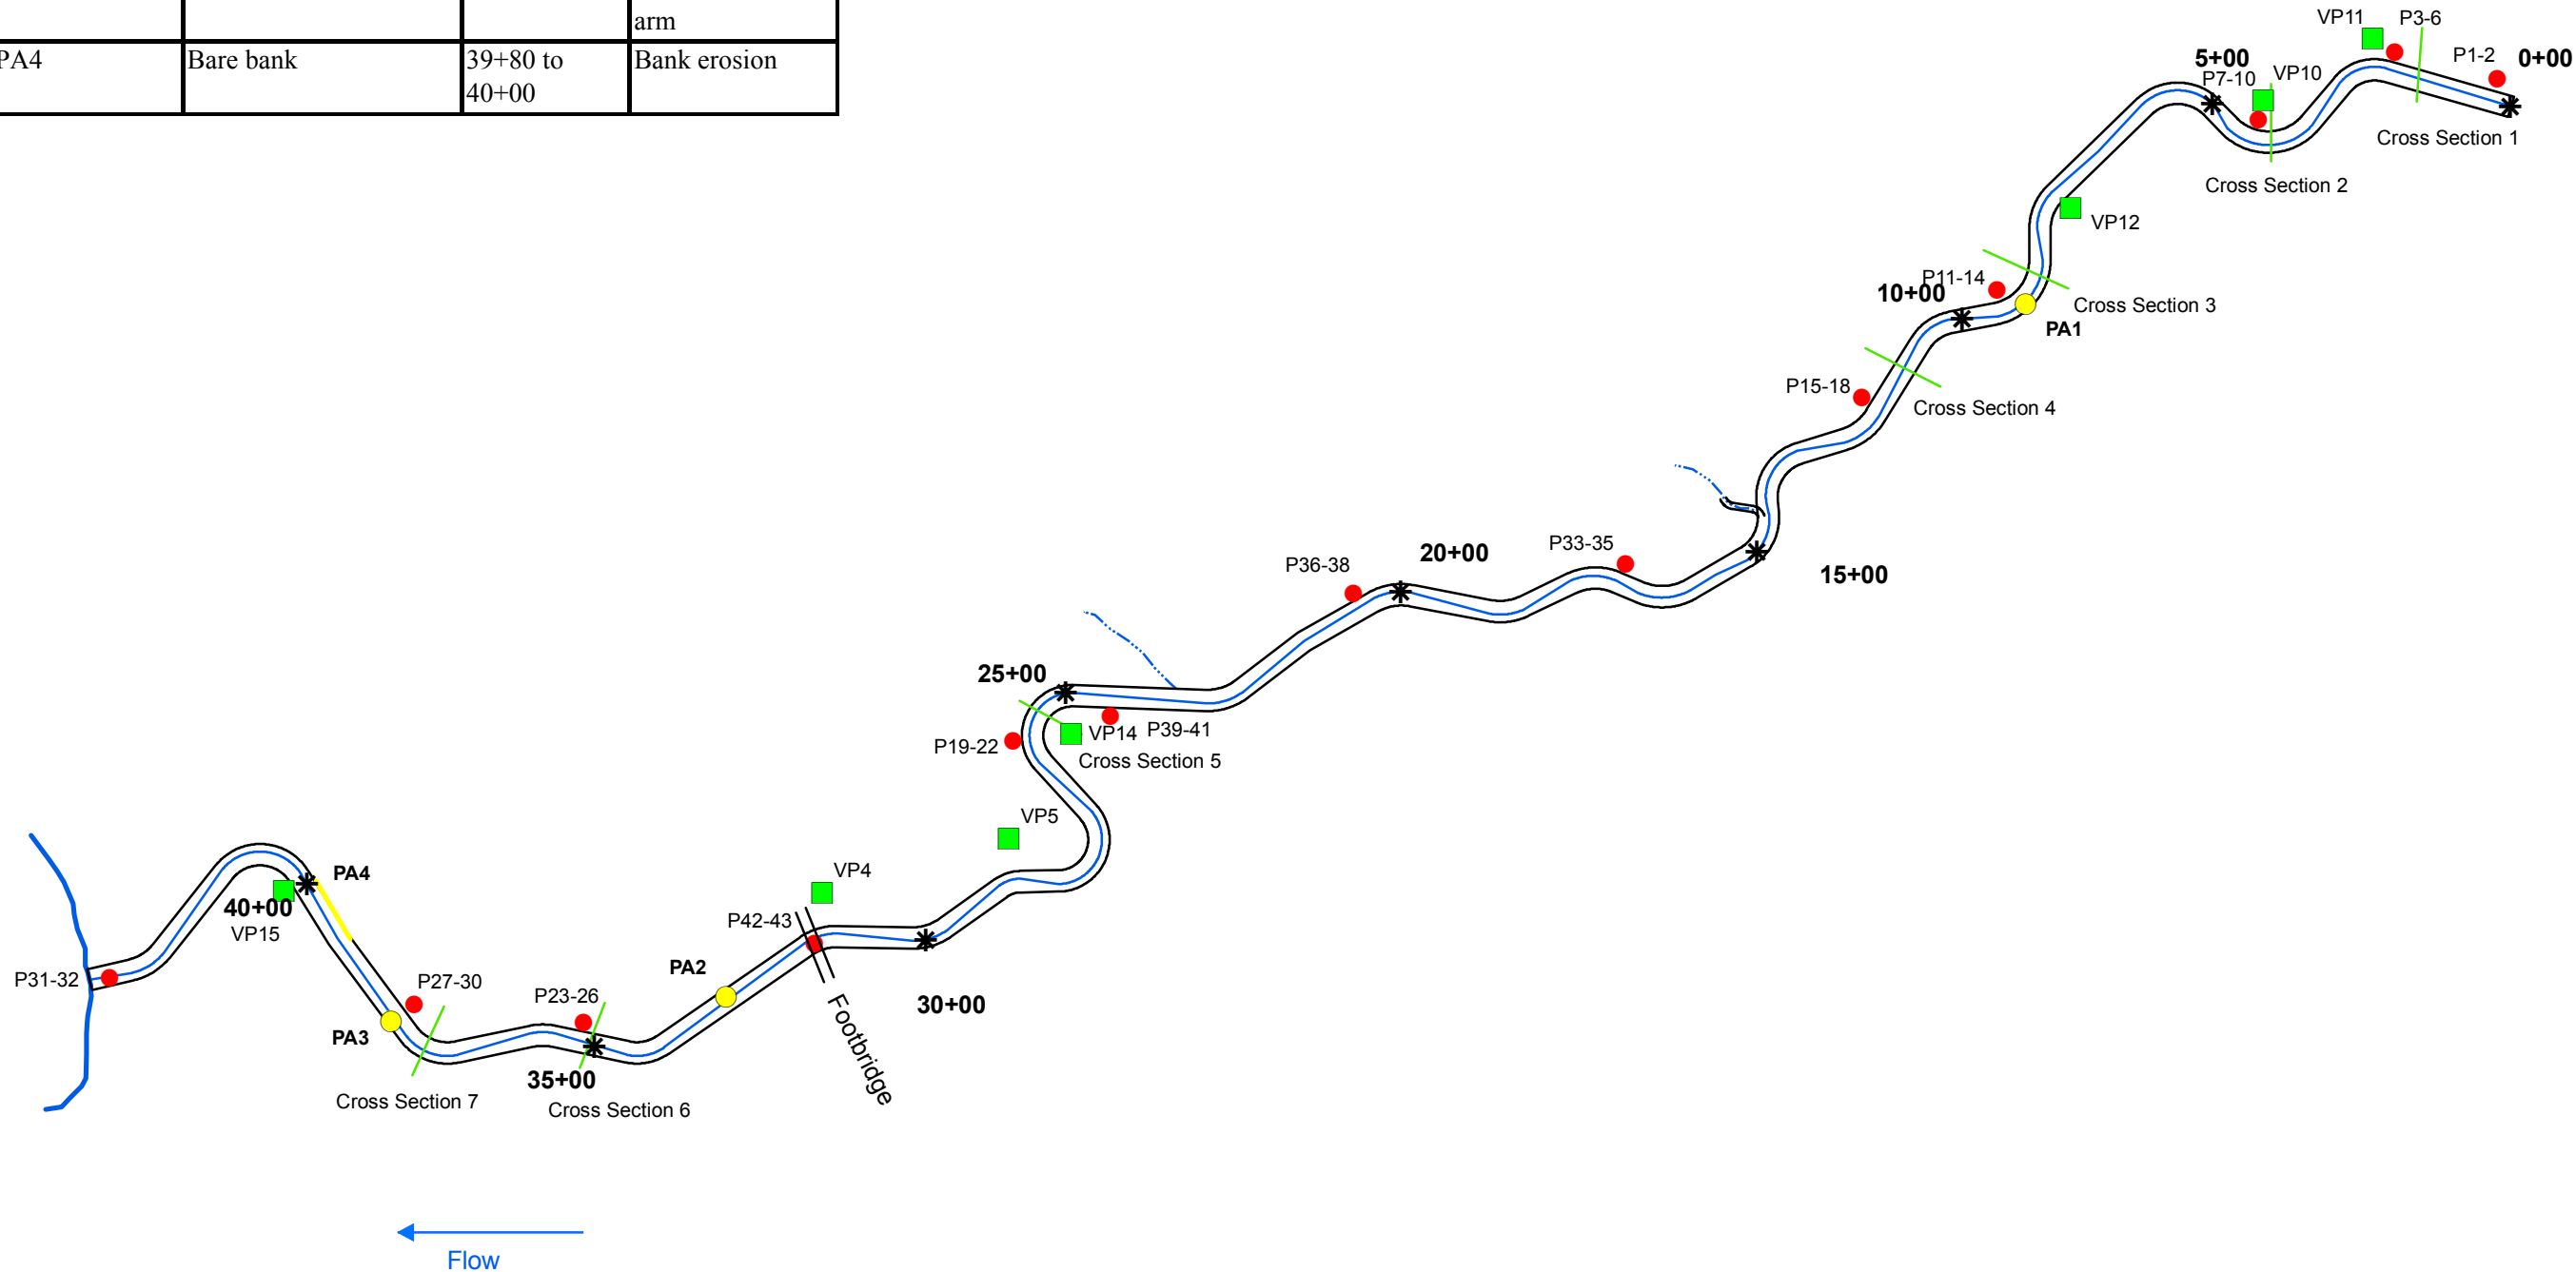 arm
PA4 Bare bank 39+80 to Bank erosion
40+00
VP11 P3-6
5+00 P1-2 0+00
P7-10 VP10
Cross Section 1
Cross Section 2
VP12
P11-14
10+00 Cross Section 3
PA1
P15-18
Cross Section 4
P33-35
20+00
P36-38
15+00
25+00
VP14 P39-41
P19-22
Cross Section 5
VP5
VP4
PA4
40+00
P42-43
VP15
PA2
P31-32
P27-30
P23-26
30+00
Footbridge
PA3
35+00
Cross Section 7
Cross Section 6
Flow